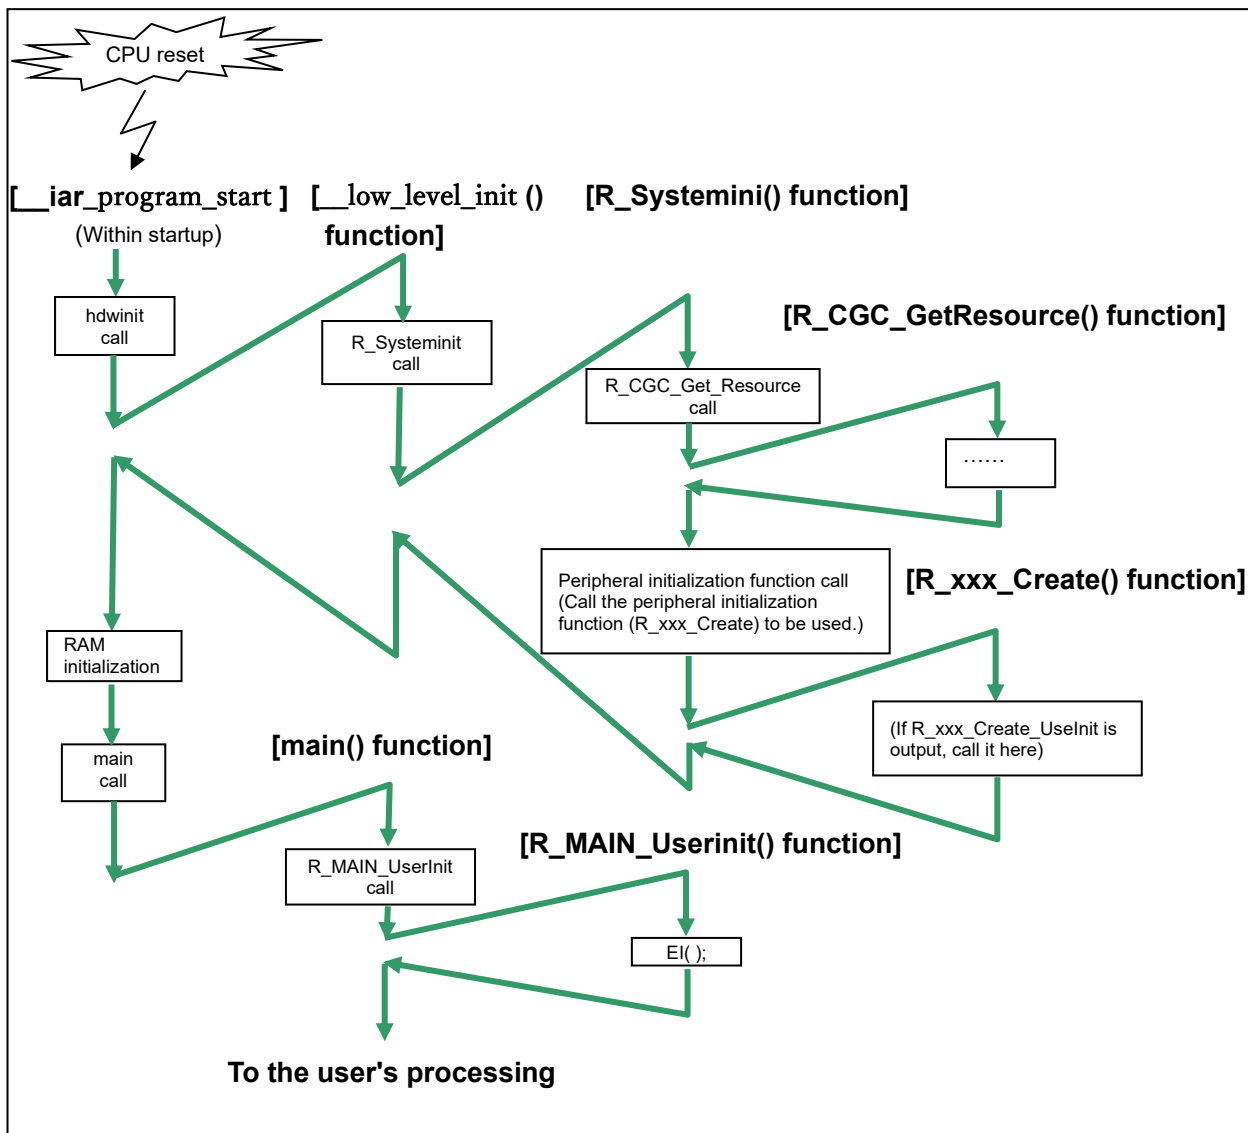 CPU reset
[__iar_program_start ]
(Within startup)
[__low_level_init ()
function]
[R_Systemini() function]
hdwinit
call
R_Systeminit
call
[R_CGC_GetResource() function]
R_CGC_Get_Resource
call
......
Peripheral initialization function call
(Call the peripheral initialization
function (R_xxx_Create) to be used.)
[R_xxx_Create() function]
RAM
initialization
(If R_xxx_Create_UseInit is
output, call it here)
main
call
[main() function]
R_MAIN_UserInit
call
[R_MAIN_Userinit() function]
EI( );
To the user's processing